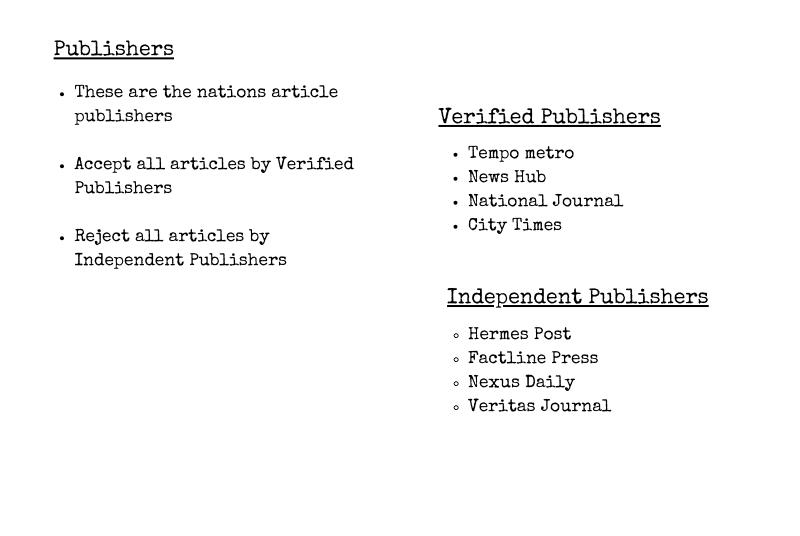 Publishers
• These are the nations article
publishers
• Accept all articles by Verified
Publishers
• Reject all articles by
Independent Publishers
Verified Publishers
• Tempo metro
• News Hub
• National Journal
• City Times
Independent Publishers
◦ Hermes Post
◦ Factline Press
◦ Nexus Daily
◦ Veritas Journal